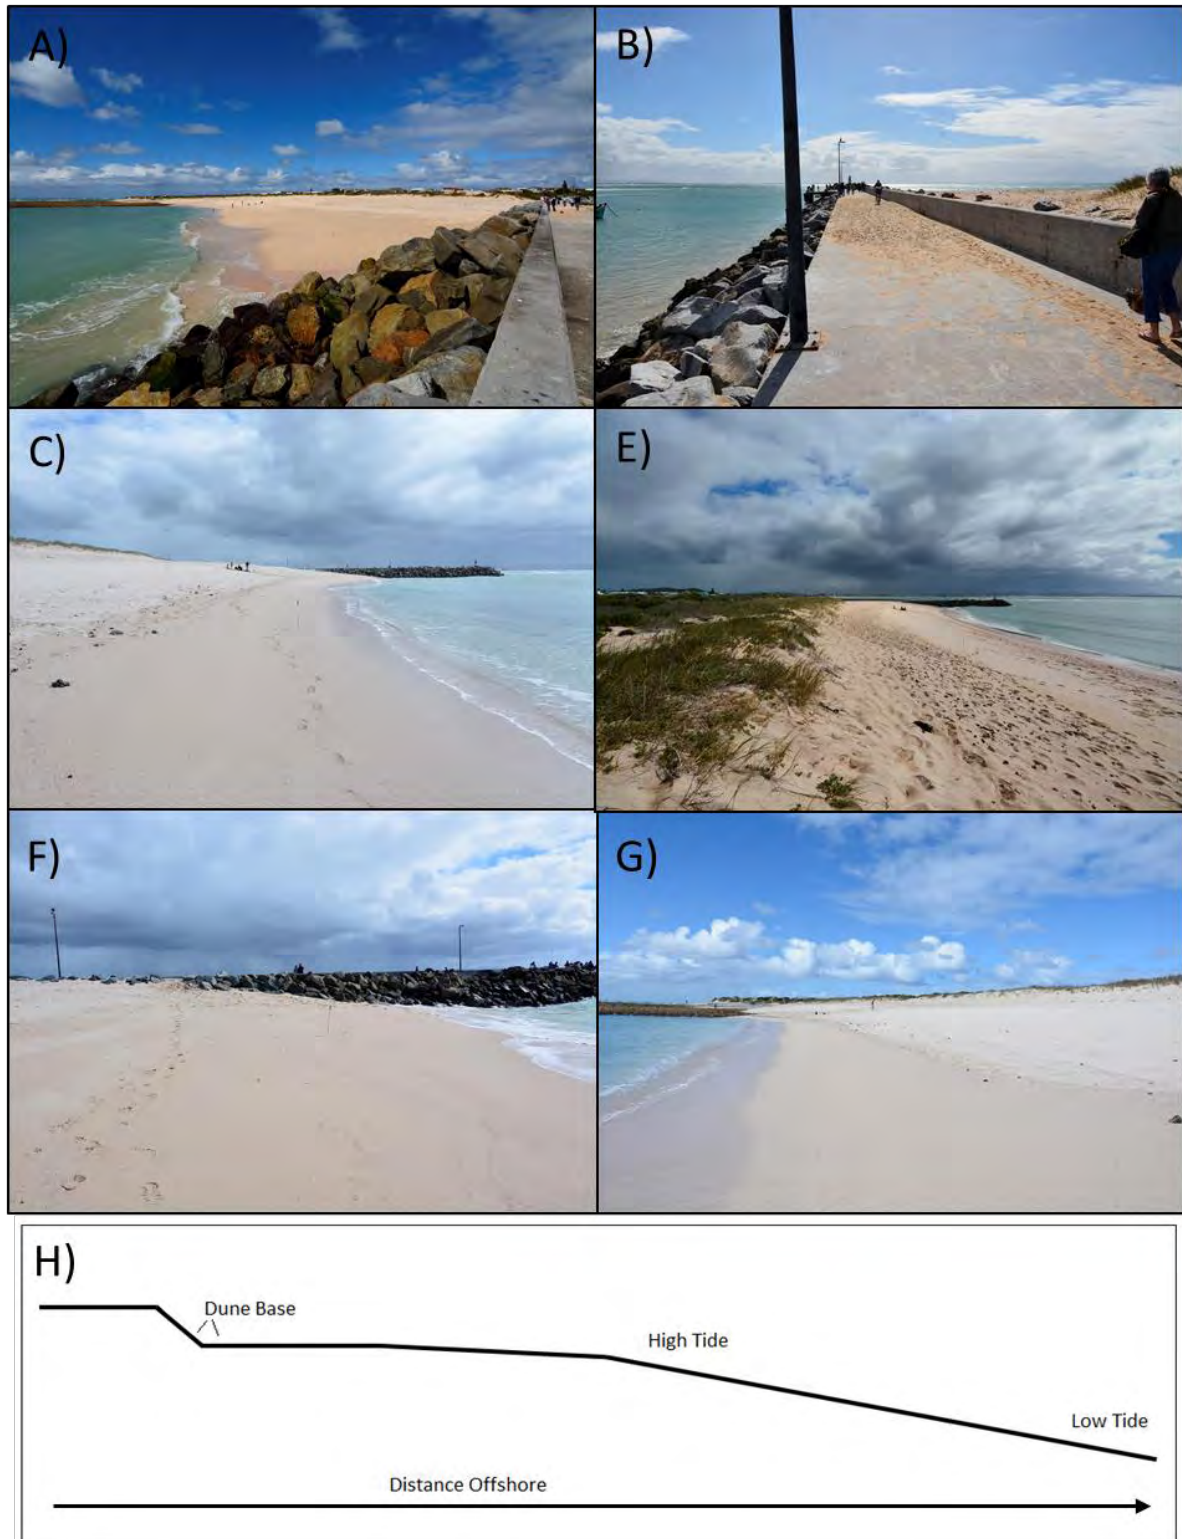 A)
B)
C)
E)
F)
G)
H)
Dune Base
High Tide
Low Tide
Distance Offshore